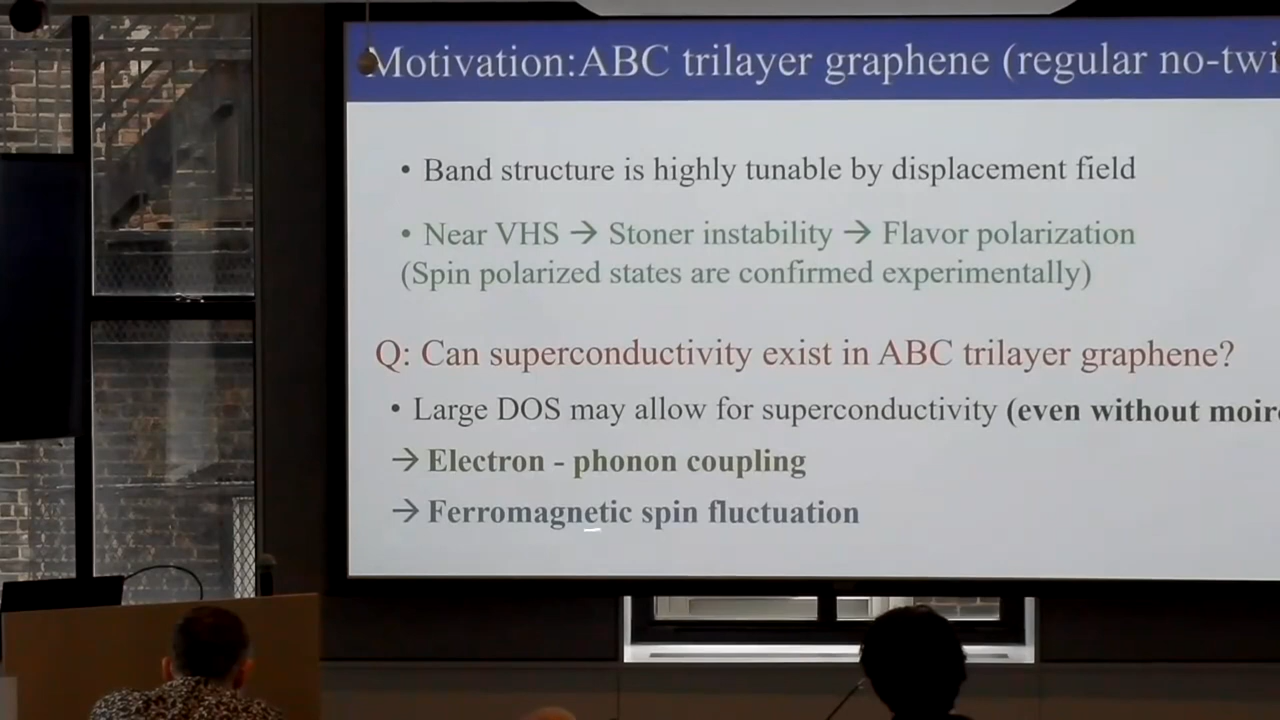 Motivation:ABC trilayer graphene (regular no-twi
• Band structure is highly tunable by displacement field
• Near VHS → Stoner instability → Flavor polarization
(Spin polarized states are confirmed experimentally)
Q: Can superconductivity exist in ABC trilayer graphene?
• Large DOS may allow for superconductivity (even without moir
→ Electron - phonon coupling
→ Ferromagnetic spin fluctuation